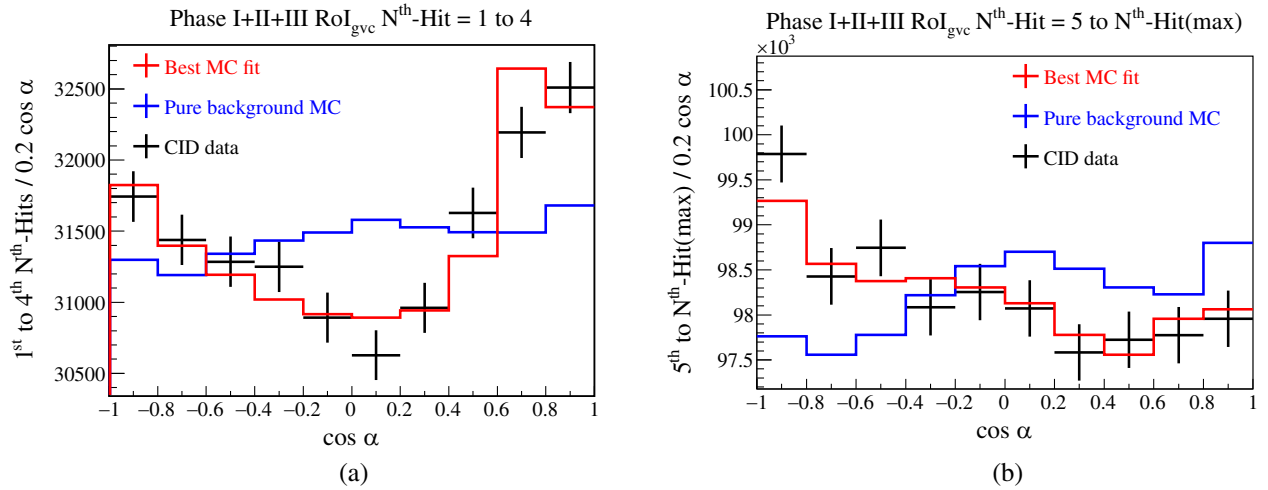 Phase I+II+III RoI_gvc N^th-Hit = 1 to 4
1^st to 4^th N^th-Hits / 0.2 cos α
32500
32000
31500
31000
30500
Best MC fit
Pure background MC
CID data
−1 −0.8 −0.6 −0.4 −0.2 0 0.2 0.4 0.6 0.8 1
cos α
(a)
Phase I+II+III RoI_gvc N^th-Hit = 5 to N^th-Hit(max)
×10^3
5^th to N^th-Hit(max) / 0.2 cos α
100.5
100
99.5
99
98.5
98
97.5
Best MC fit
Pure background MC
CID data
−1 −0.8 −0.6 −0.4 −0.2 0 0.2 0.4 0.6 0.8 1
cos α
(b)